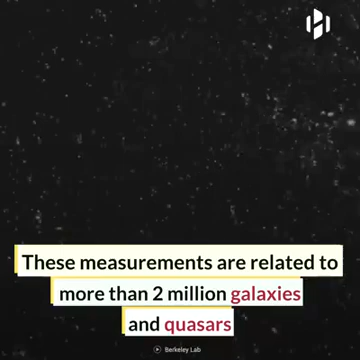 These measurements are related to
more than 2 million galaxies
and quasars
Berkeley Lab